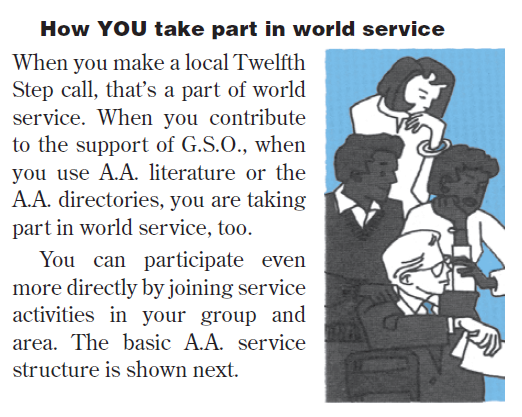 How YOU take part in world service
When you make a local Twelfth
Step call, that’s a part of world
service. When you contribute
to the support of G.S.O., when
you use A.A. literature or the
A.A. directories, you are taking
part in world service, too.
You can participate even
more directly by joining service
activities in your group and
area. The basic A.A. service
structure is shown next.